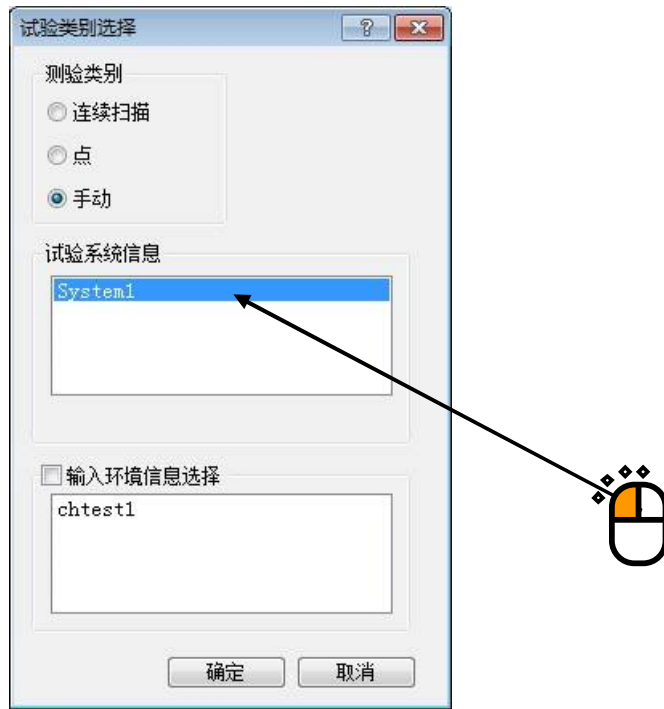 试验类别选择
测验类别
连续扫描
点
手动
试验系统信息
System1
输入环境信息选择
chtest1
确定 取消